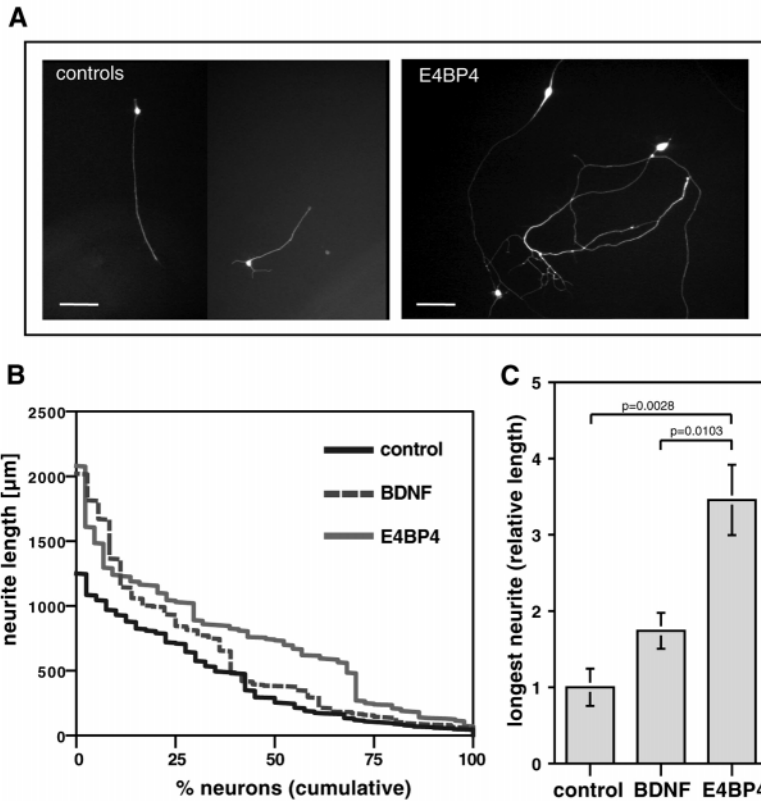 A
controls
E4BP4
B
neurite length [µm]
2500
2000
1500
1000
500
0
control
BDNF
E4BP4
0 25 50 75 100
% neurons (cumulative)
C
longest neurite (relative length)
5
4
3
2
1
0
p=0.0028
p=0.0103
control BDNF E4BP4